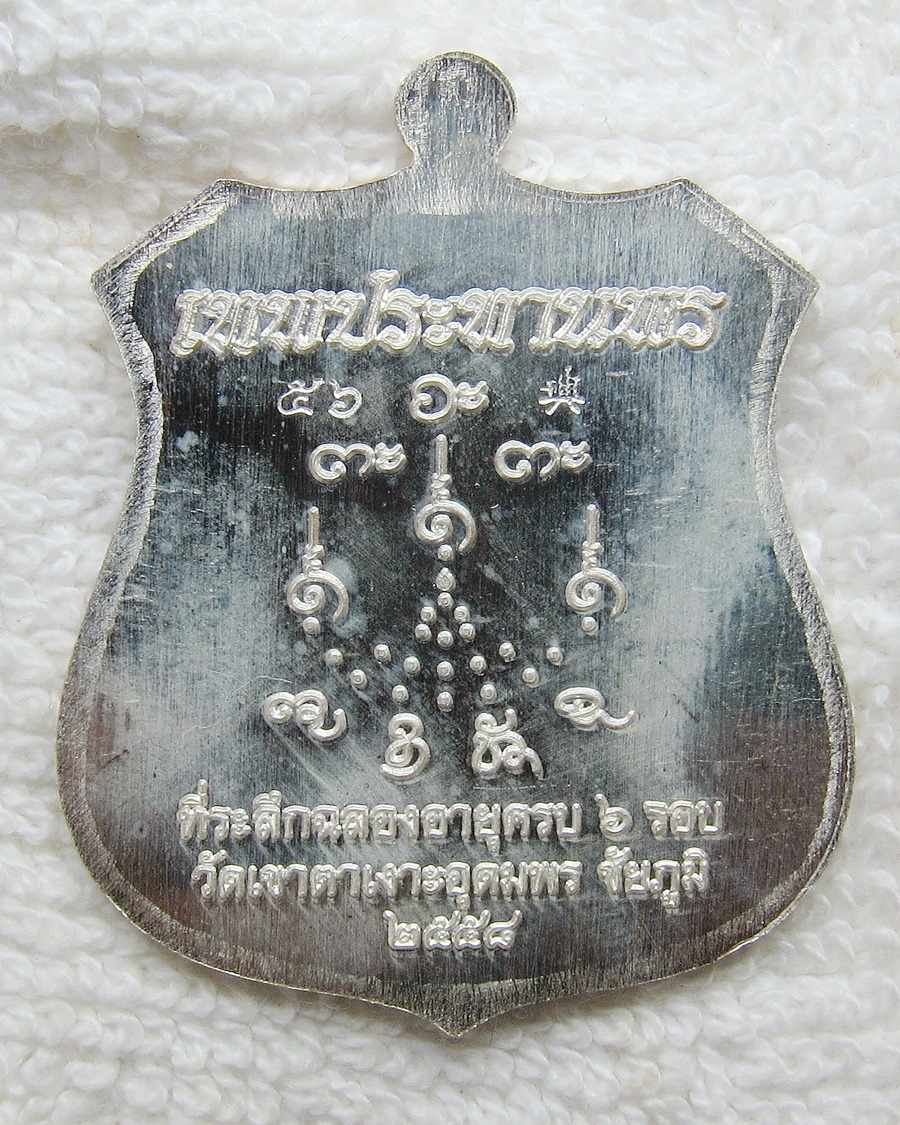 เทพประทานพร
๕๖
ที่ระลึกฉลองอายุครบ ๖ รอบ
วัดเขาตาเงาะอุดมพร ชัยภูมิ
๒๕๕๘